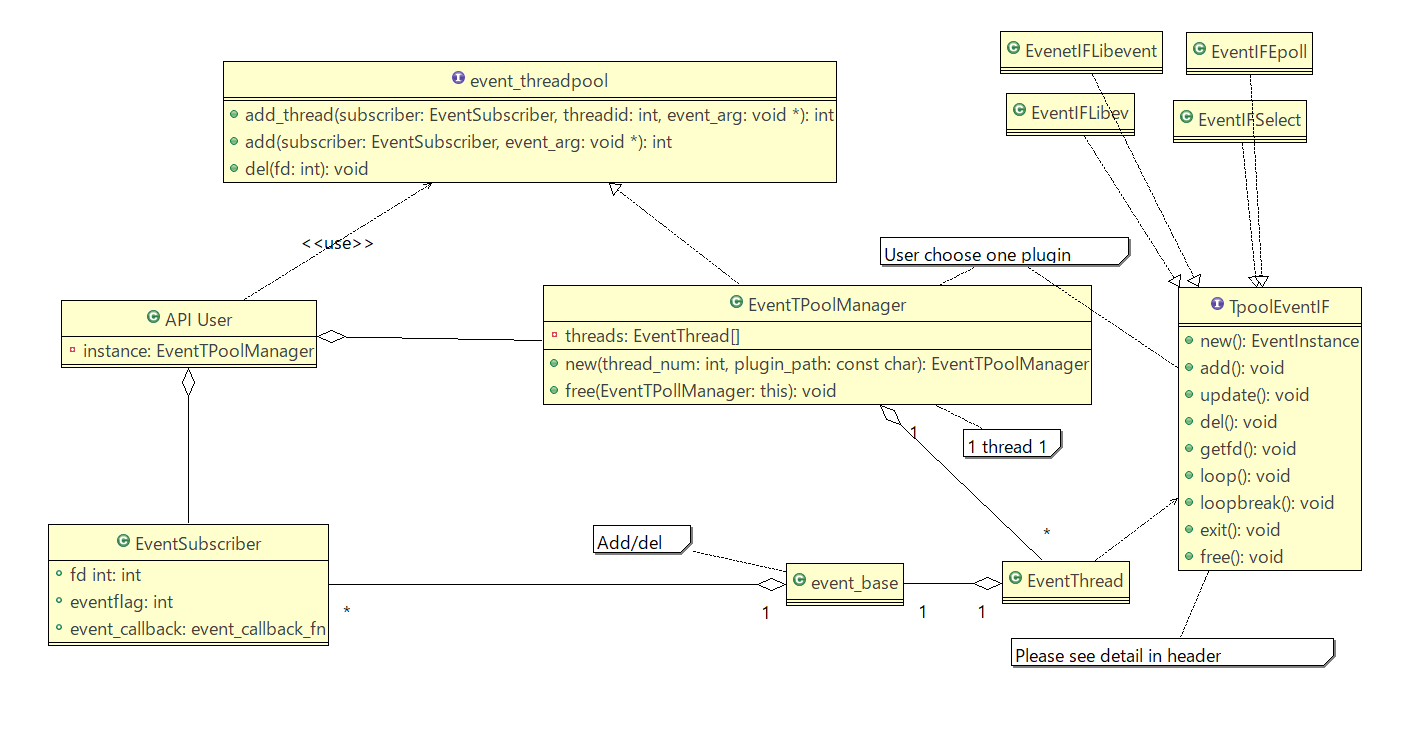 event_threadpool
add_thread(subscriber: EventSubscriber, threadid: int, event_arg: void *): int
add(subscriber: EventSubscriber, event_arg: void *): int
del(fd: int): void
EvenetIFLibevent
EventIFEpoll
EventIFLibev
EventIFSelect
<<use>>
User choose one plugin
API User
instance: EventTPoolManager
EventTPoolManager
threads: EventThread[]
new(thread_num: int, plugin_path: const char): EventTPoolManager
free(EventTPollManager: this): void
TpoolEventIF
new(): EventInstance
add(): void
update(): void
del(): void
getfd(): void
loop(): void
loopbreak(): void
exit(): void
free(): void
1
1 thread 1
*
EventSubscriber
fd int: int
eventflag: int
event_callback: event_callback_fn
*
Add/del
event_base
1
1
EventThread
1
Please see detail in header